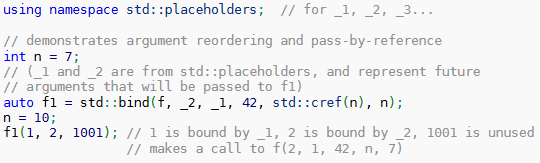 using namespace std::placeholders;  // for _1, _2, _3...
// demonstrates argument reordering and pass-by-reference
int n = 7;
// (_1 and _2 are from std::placeholders, and represent future
// arguments that will be passed to f1)
auto f1 = std::bind(f, _2, _1, 42, std::cref(n), n);
n = 10;
f1(1, 2, 1001); // 1 is bound by _1, 2 is bound by _2, 1001 is unused
// makes a call to f(2, 1, 42, n, 7)